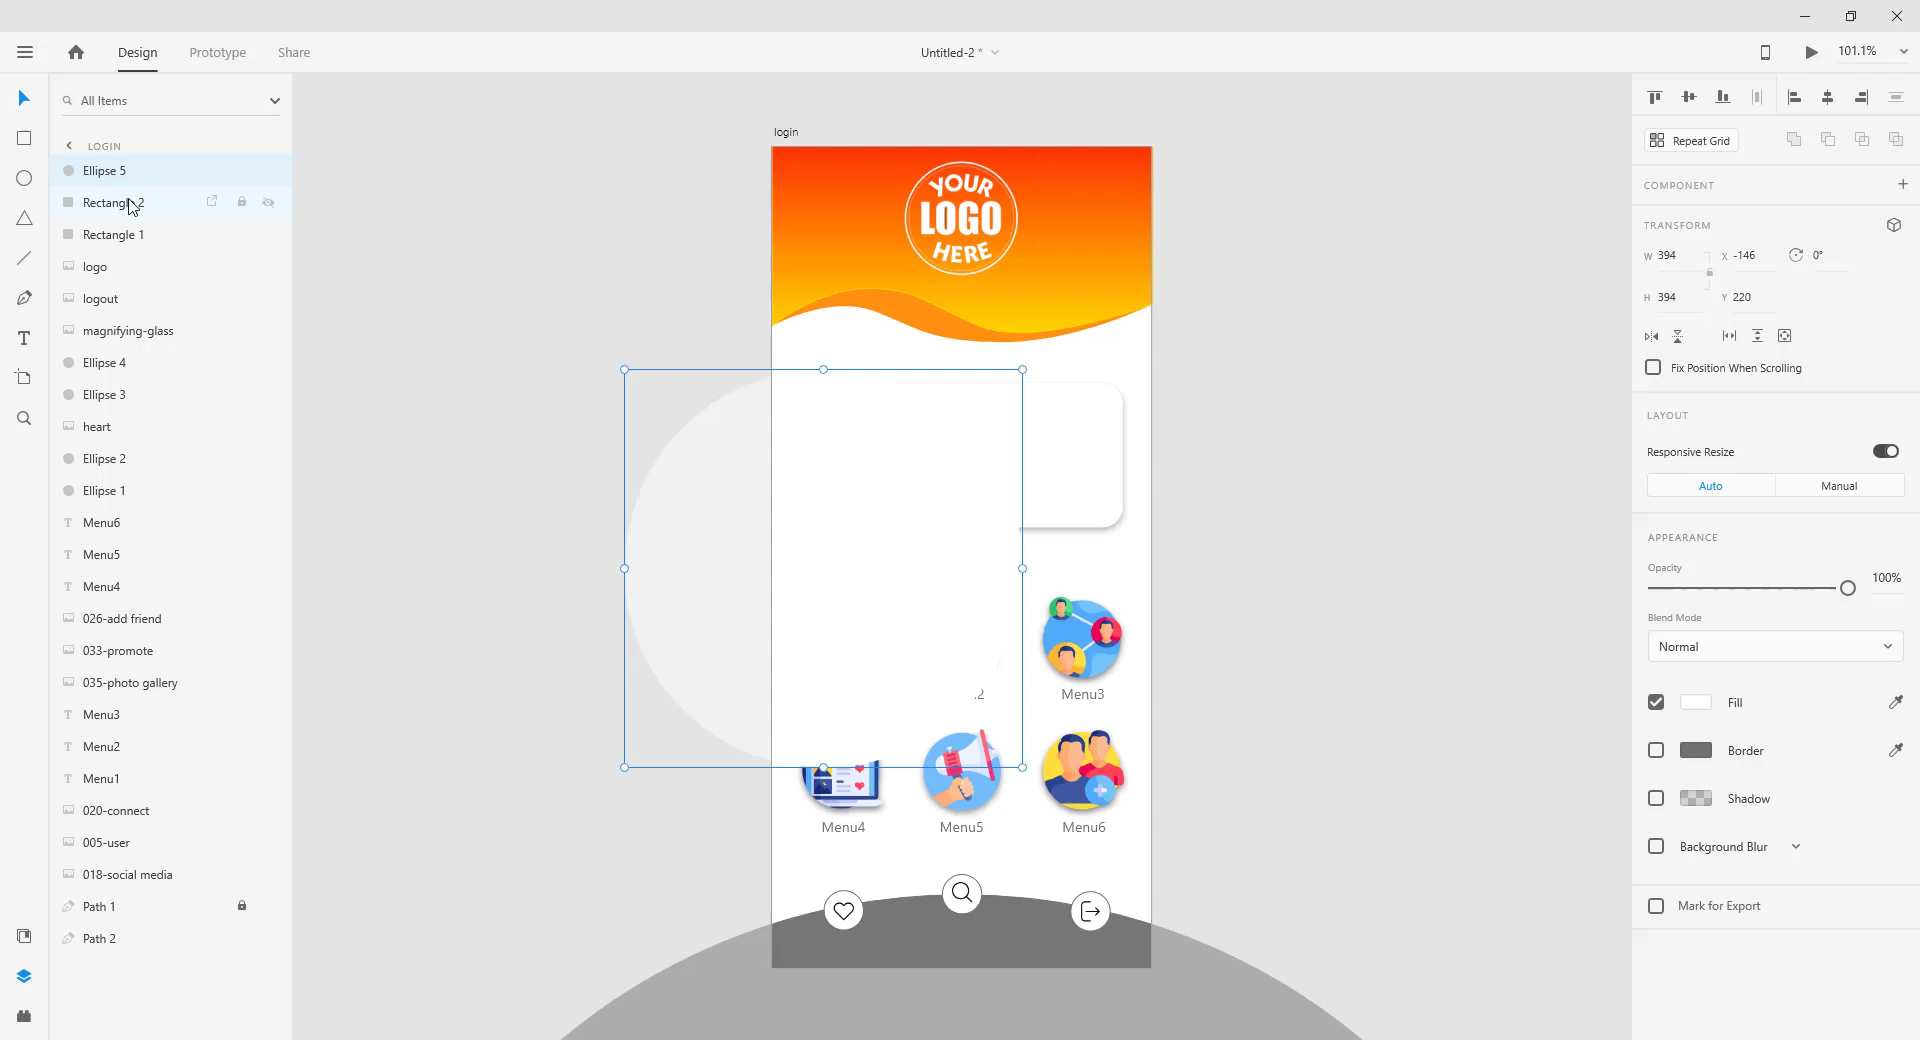 Design
Prototype
Share
Untitled-2 *
101.1%
All Items
LOGIN
Ellipse 5
Rectangle 2
Rectangle 1
logo
logout
magnifying-glass
Ellipse 4
Ellipse 3
heart
Ellipse 2
Ellipse 1
Menu6
Menu5
Menu4
026-add friend
033-promote
035-photo gallery
Menu3
Menu2
Menu1
020-connect
005-user
018-social media
Path 1
Path 2
login
YOUR
LOGO
HERE
.2
Menu3
Menu4
Menu5
Menu6
Repeat Grid
COMPONENT
TRANSFORM
W 394
X -146
0°
H 394
Y 220
Fix Position When Scrolling
LAYOUT
Responsive Resize
Auto
Manual
APPEARANCE
Opacity
100%
Blend Mode
Normal
Fill
Border
Shadow
Background Blur
Mark for Export